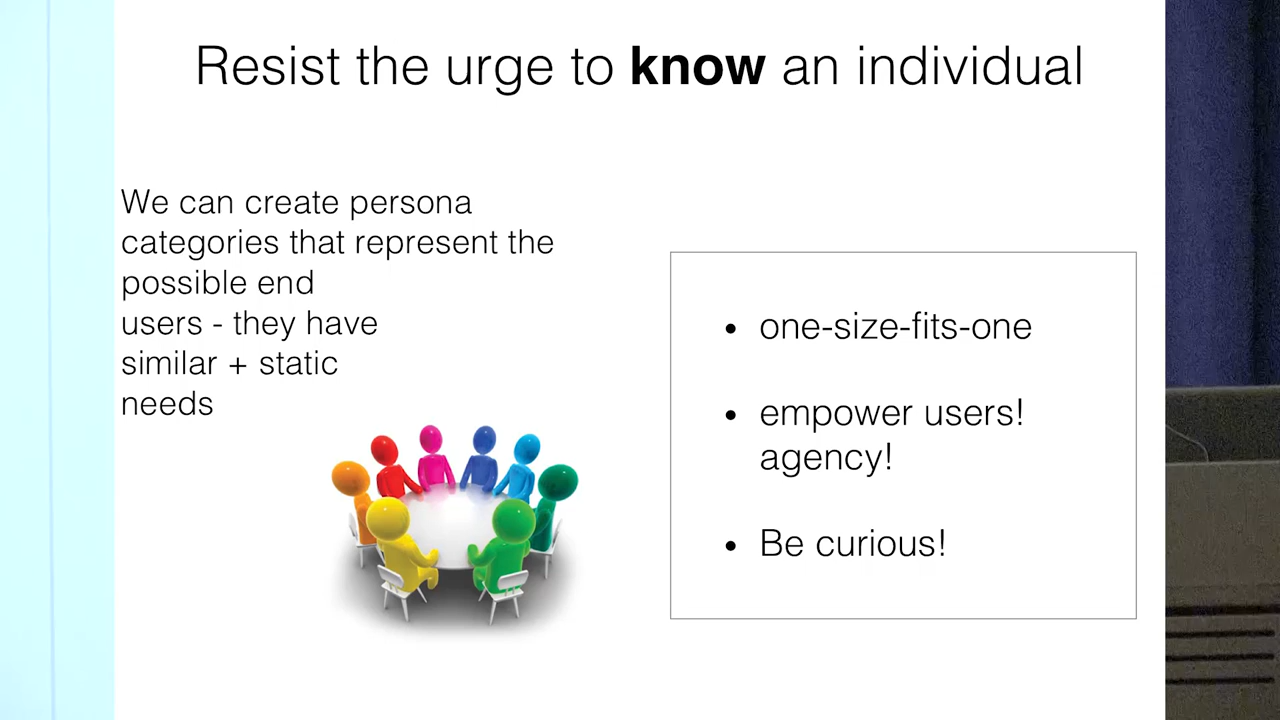 Resist the urge to know an individual
We can create persona
categories that represent the
possible end
users - they have
similar + static
needs
• one-size-fits-one
• empower users!
agency!
• Be curious!